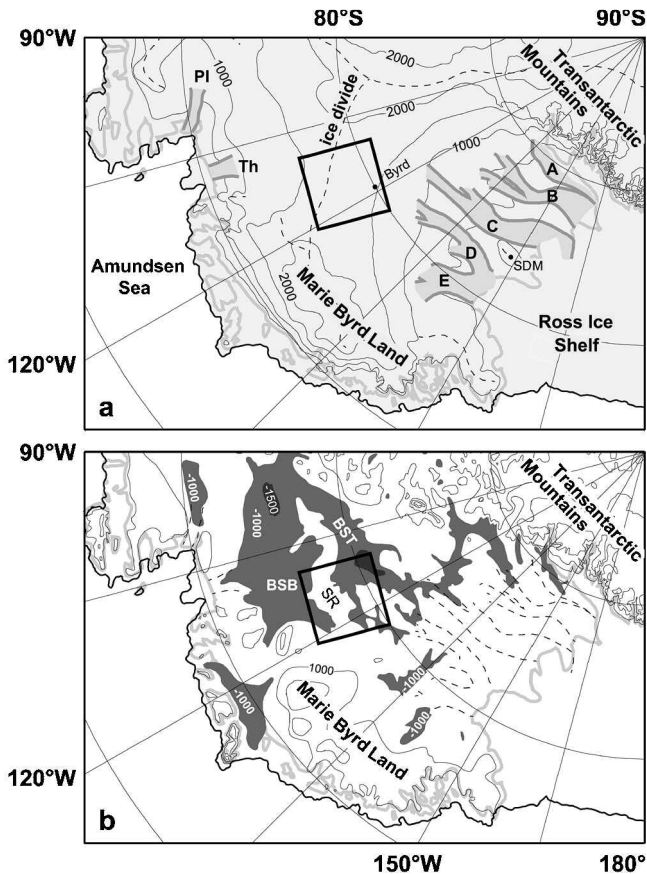 80°S 90°S
90°W
PI
1000
2000
2000
Transantarctic
Mountains
ice divide
Byrd
1000
Th
A
B
C
D
SDM
E
Amundsen
Sea
2000
Marie Byrd Land
Ross Ice
Shelf
120°W
a
90°W
-1000
-1500
-1000
BST
Transantarctic
Mountains
BSB
SR
1000
-1000
-1000
-1000
Marie Byrd Land
120°W
b
150°W 180°